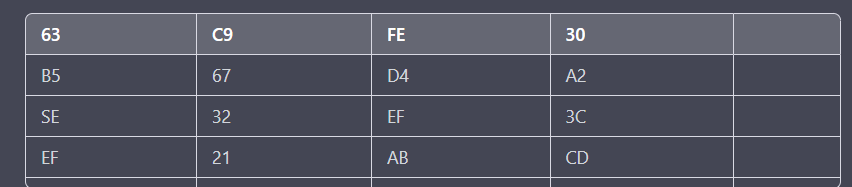 63 C9 FE 30
B5 67 D4 A2
SE 32 EF 3C
EF 21 AB CD